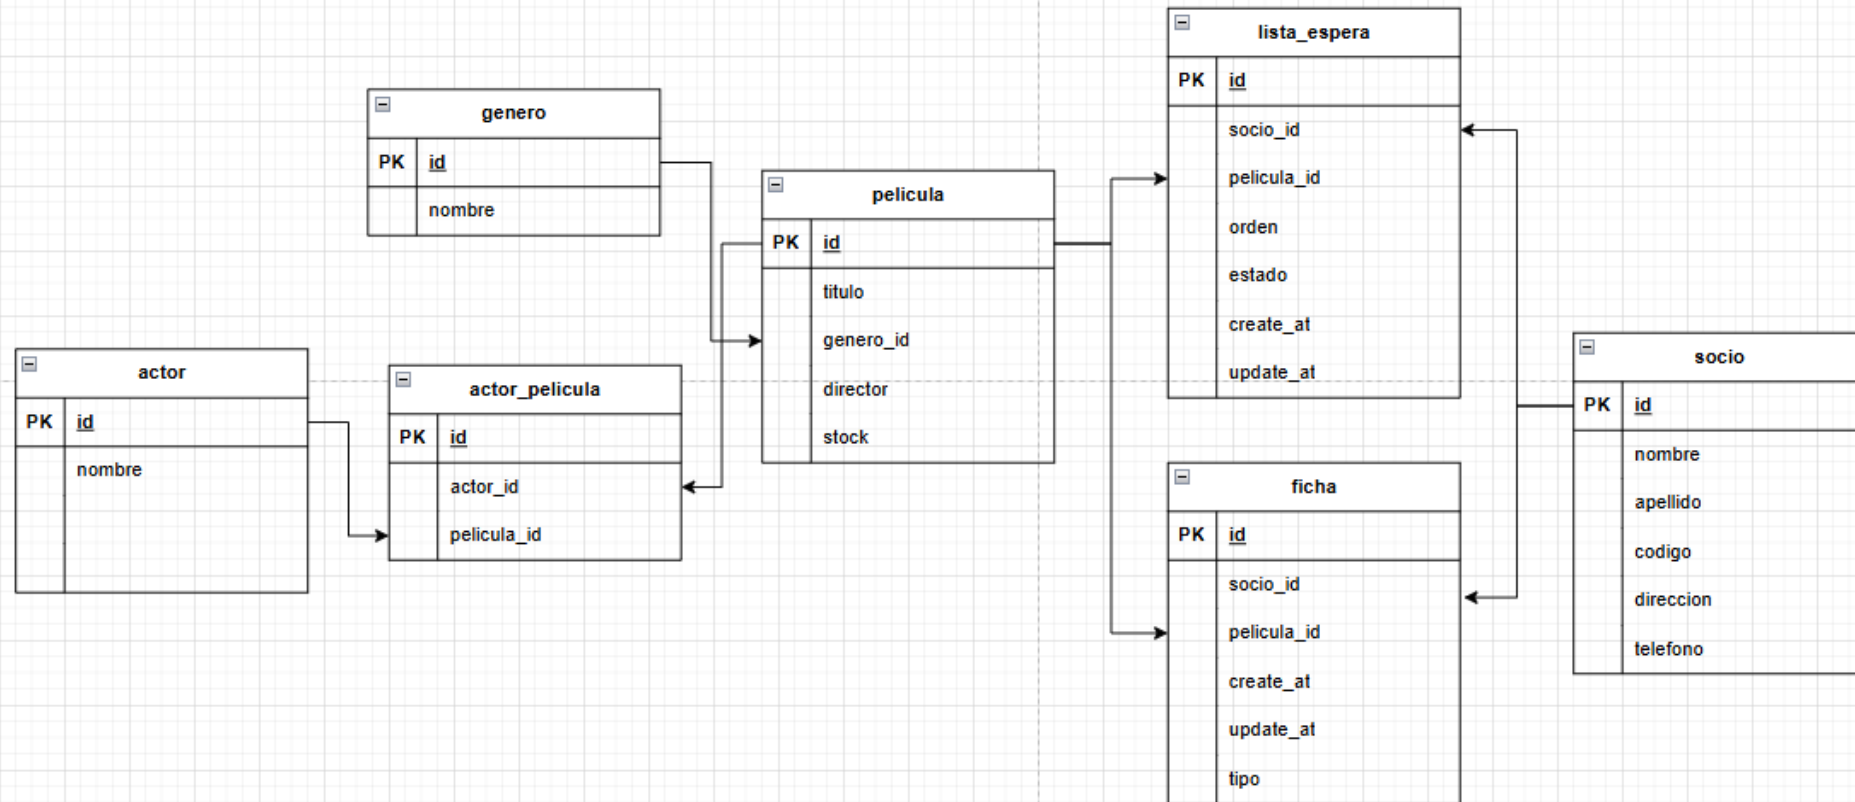 genero
PK id
nombre
actor
PK id
nombre
actor_pelicula
PK id
actor_id
pelicula_id
pelicula
PK id
titulo
genero_id
director
stock
lista_espera
PK id
socio_id
pelicula_id
orden
estado
create_at
update_at
ficha
PK id
socio_id
pelicula_id
create_at
update_at
tipo
socio
PK id
nombre
apellido
codigo
direccion
telefono